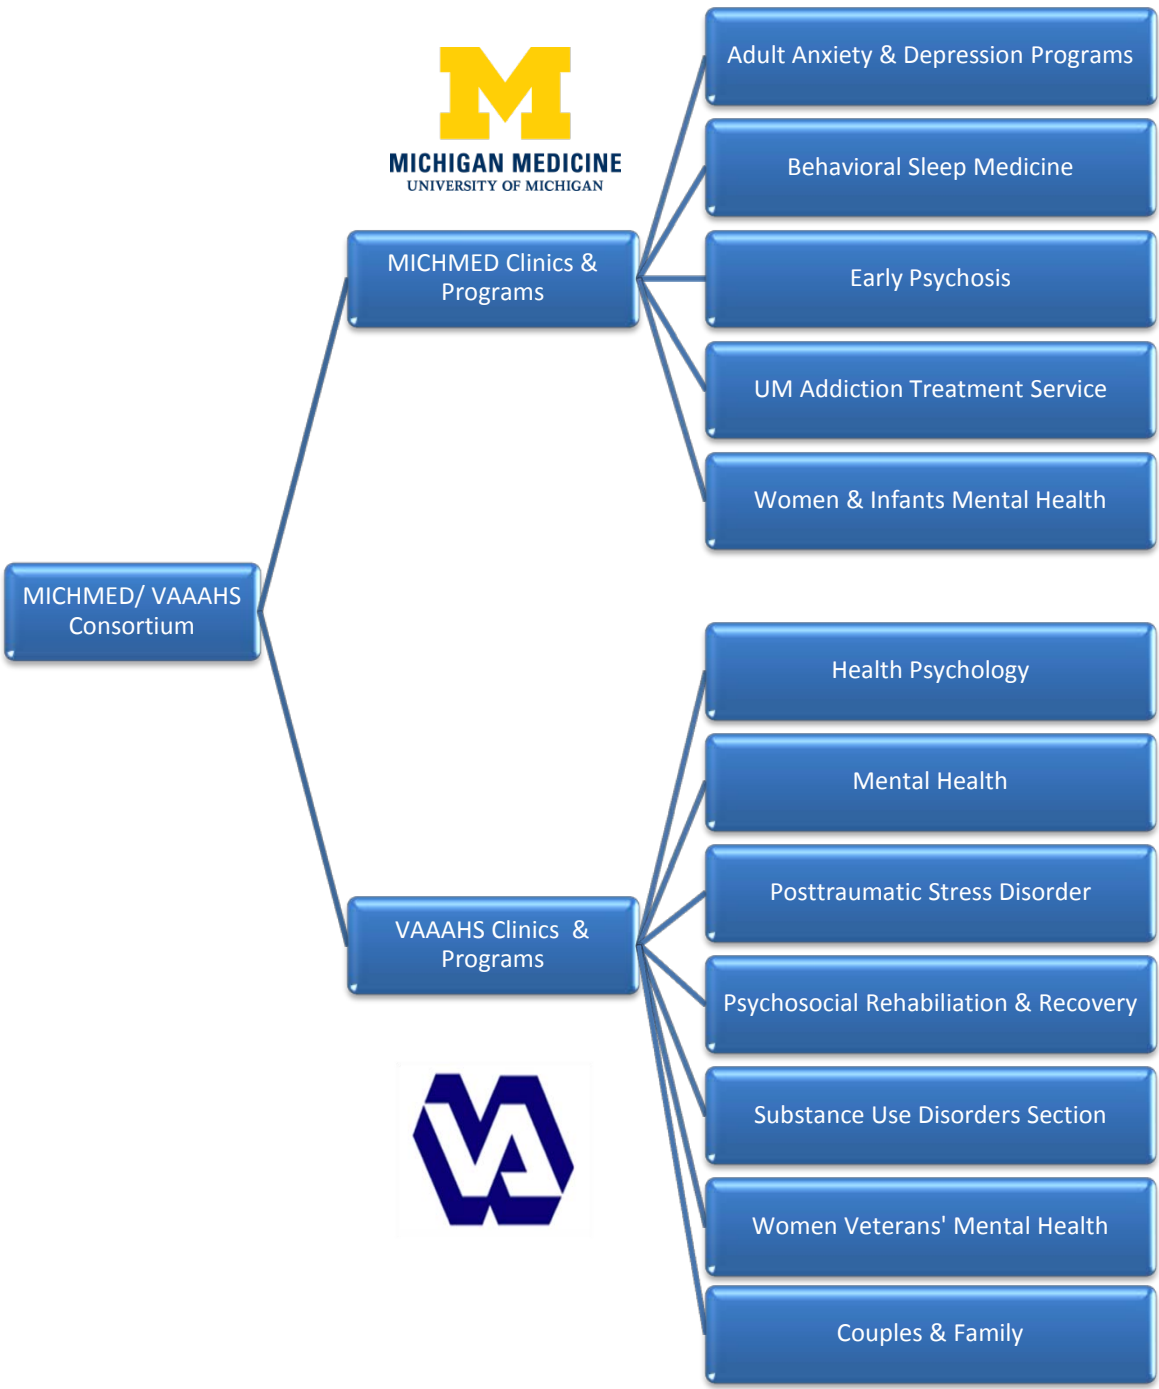 MICHIGAN MEDICINE
UNIVERSITY OF MICHIGAN
MICHMED/ VAAAHS
Consortium
MICHMED Clinics &
Programs
Adult Anxiety & Depression Programs
Behavioral Sleep Medicine
Early Psychosis
UM Addiction Treatment Service
Women & Infants Mental Health
VAAAHS Clinics &
Programs
VA
Health Psychology
Mental Health
Posttraumatic Stress Disorder
Psychosocial Rehabiliation & Recovery
Substance Use Disorders Section
Women Veterans' Mental Health
Couples & Family